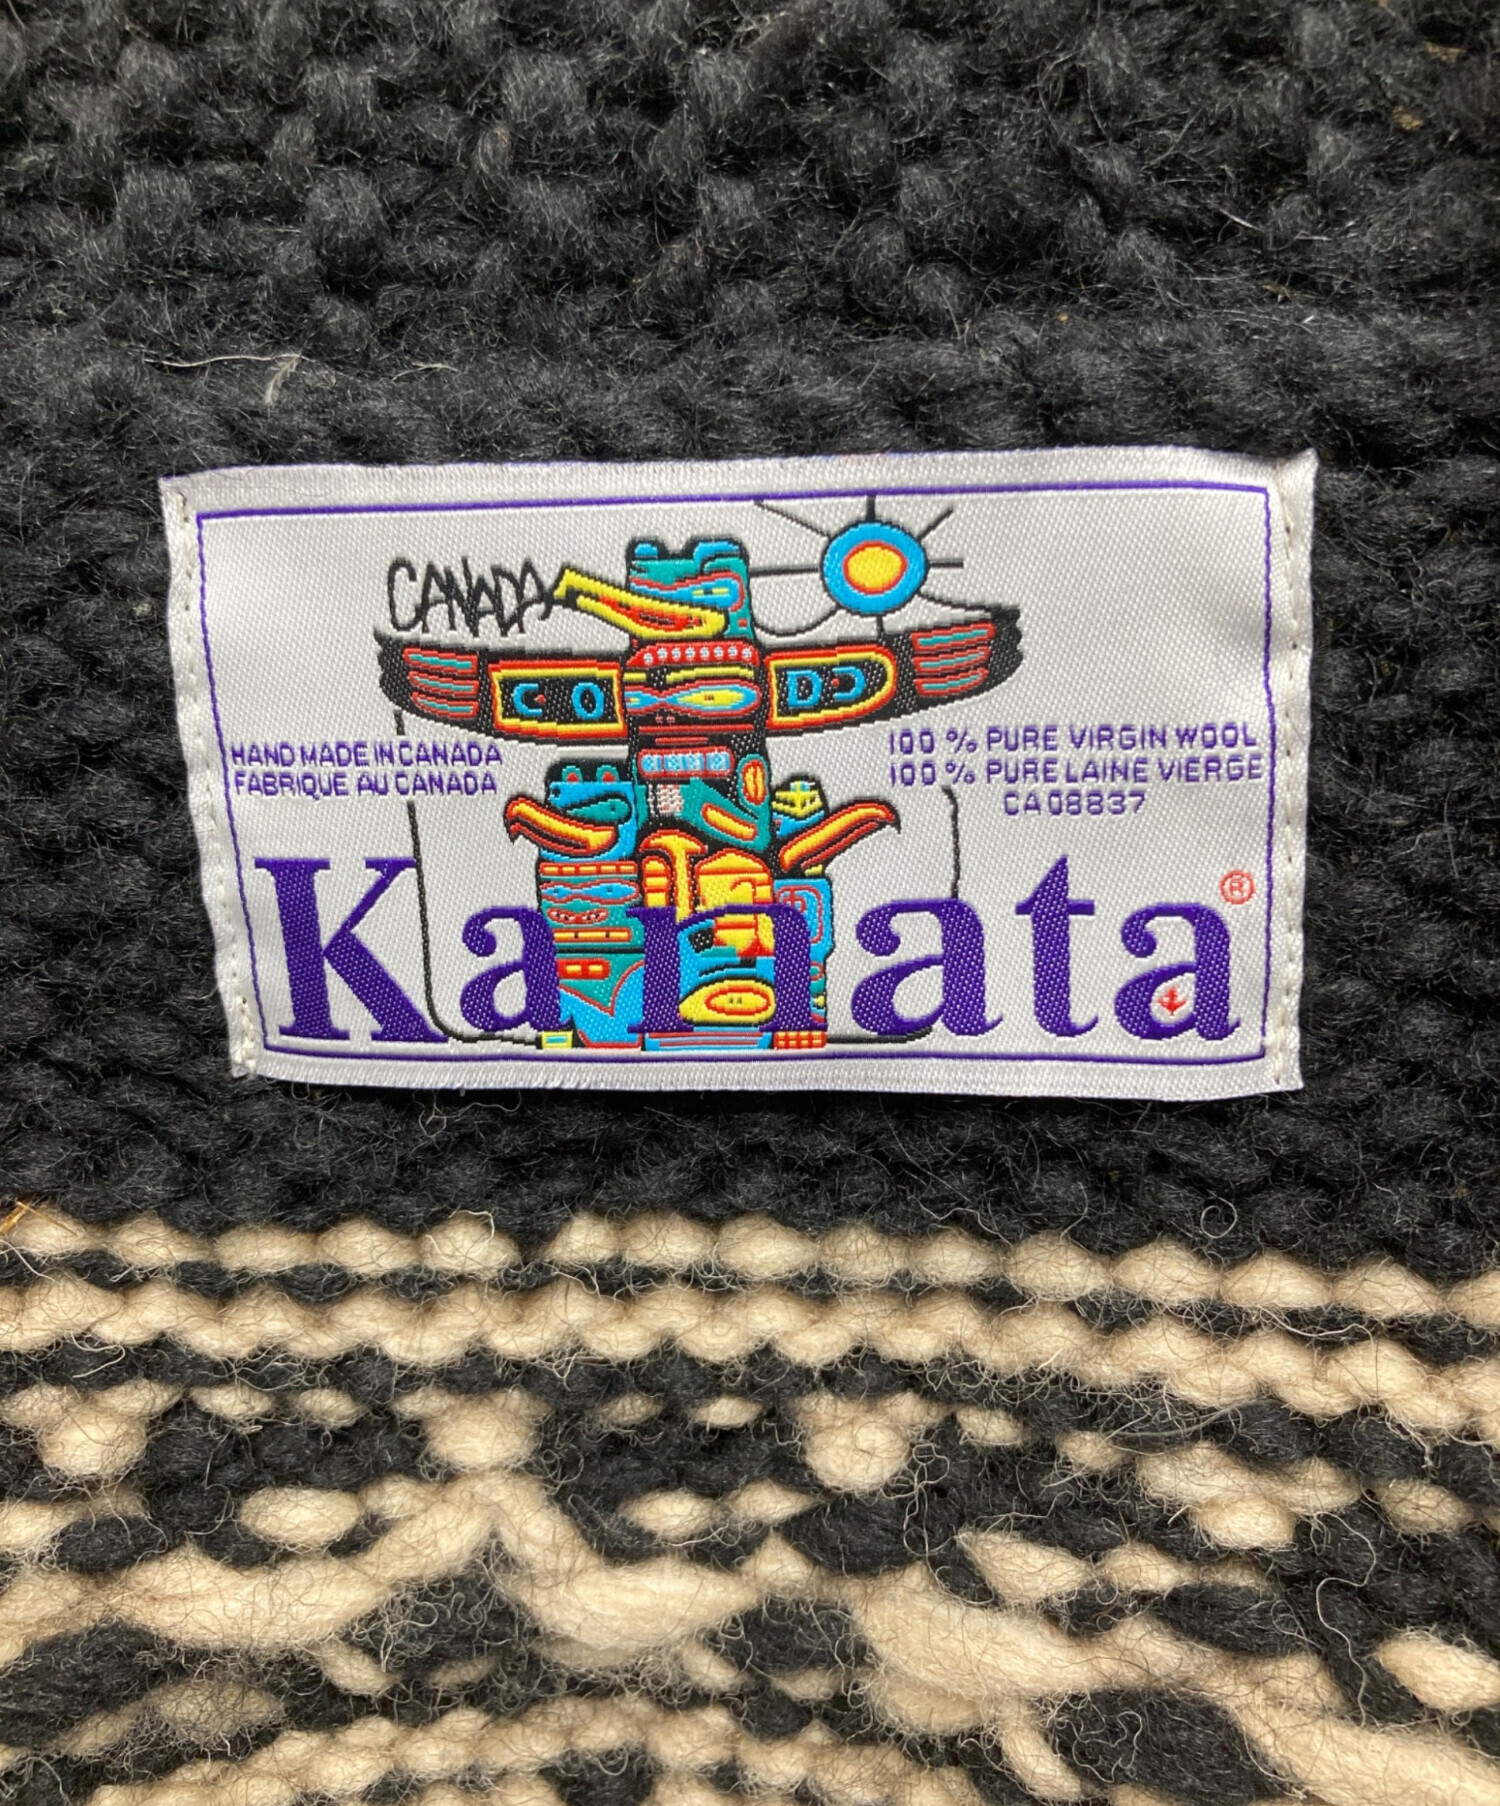 CANADA
HAND MADE IN CANADA
FABRIQUE AU CANADA
100 % PURE VIRGIN WOOL
100 % PURE LAINE VIERGE
CA 08837
Kanata ®